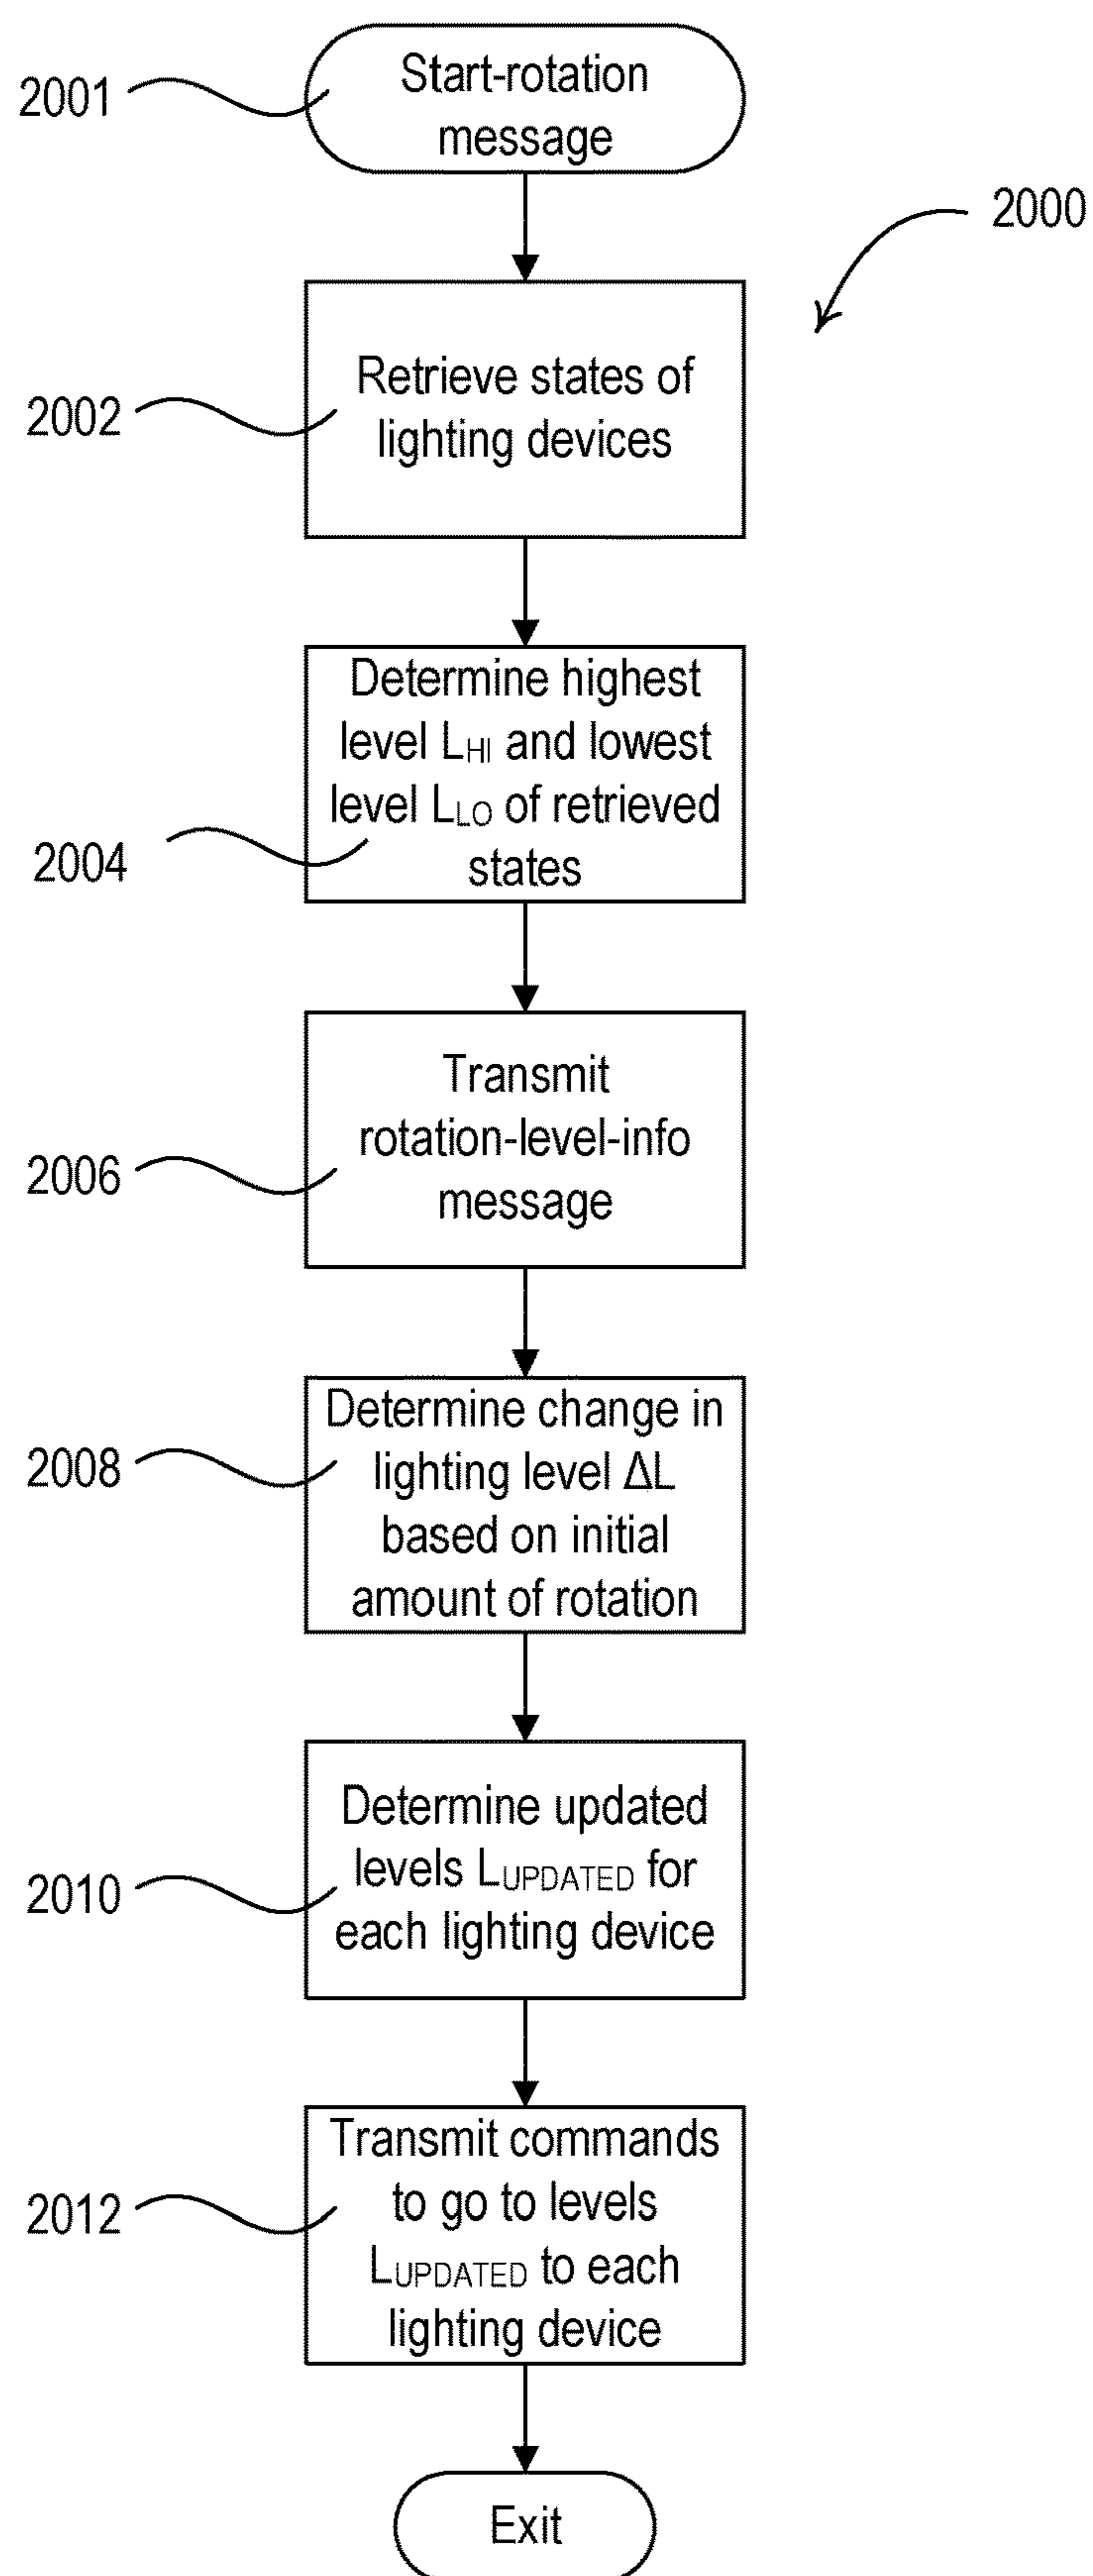 2001
Start-rotation
message
2000
2002
Retrieve states of
lighting devices
2004
Determine highest
level LHI and lowest
level LLO of retrieved
states
2006
Transmit
rotation-level-info
message
2008
Determine change in
lighting level ΔL
based on initial
amount of rotation
2010
Determine updated
levels LUPDATED for
each lighting device
2012
Transmit commands
to go to levels
LUPDATED to each
lighting device
Exit